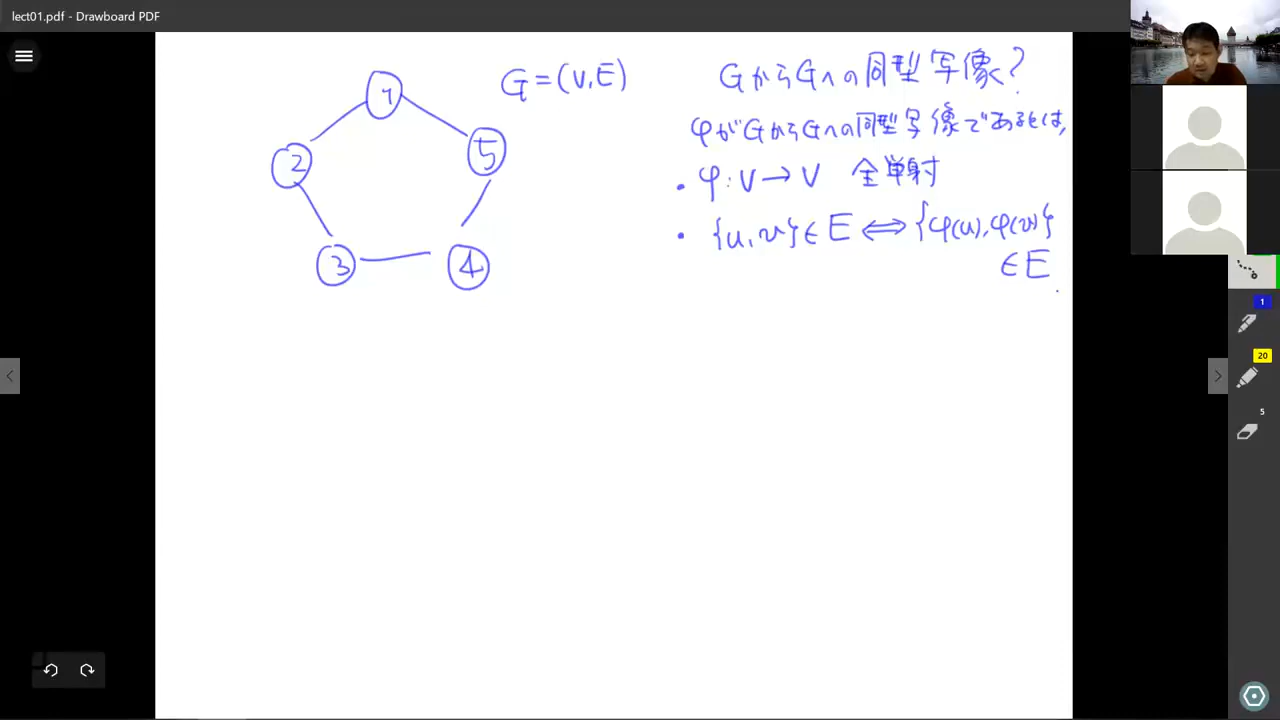 lect01.pdf - Drawboard PDF
G=(V,E)
1
2
5
3
4
GからGへの同型写像?
φがGからGへの同型写像であるとは,
・φ:V→V 全単射
・{u,v}∈E⟺{φ(u),φ(v)}
∈E
.
1
20
5